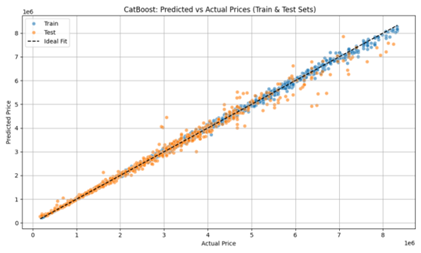 CatBoost: Predicted vs Actual Prices (Train & Test Sets)
1e6
Train
Test
Ideal Fit
8
7
6
5
4
3
2
1
0
Predicted Price
0 1 2 3 4 5 6 7 8
1e6
Actual Price